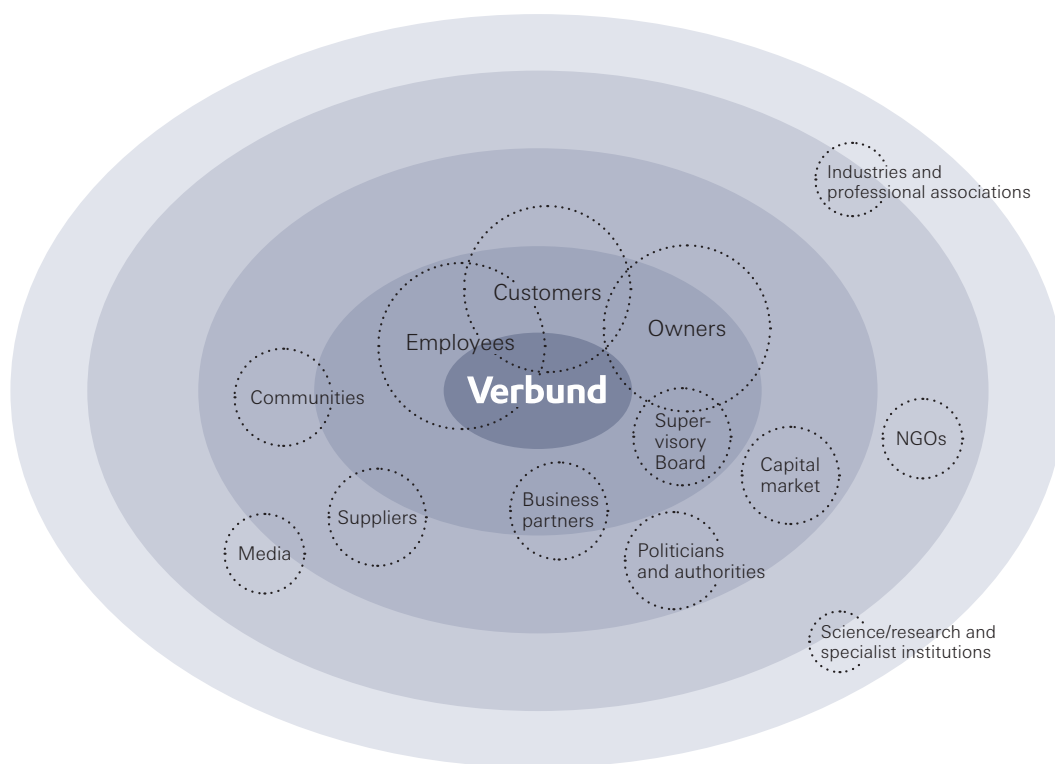 Industries and
professional associations
Customers
Owners
Employees
Verbund
Communities
Super-
visory
Board
NGOs
Capital
market
Business
partners
Suppliers
Media
Politicians
and authorities
Science/research and
specialist institutions